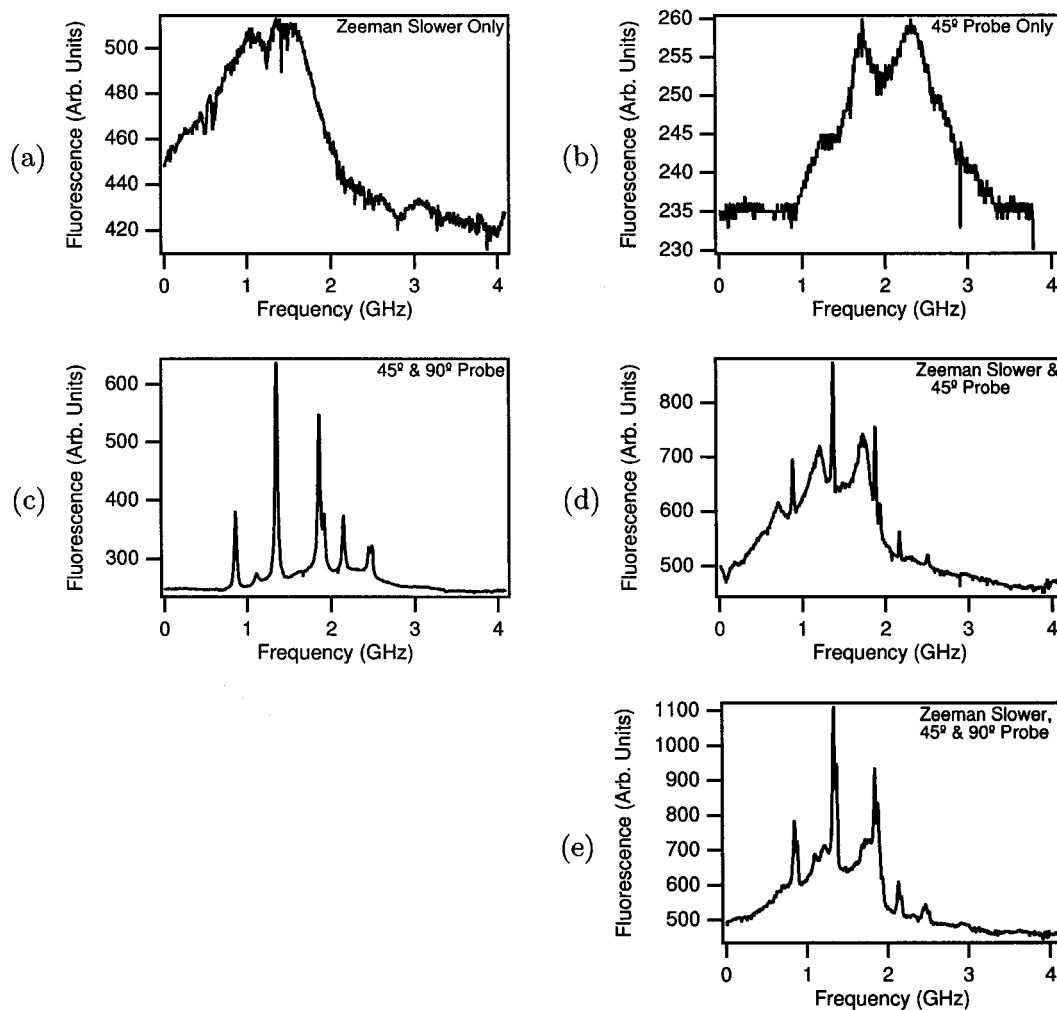 (a)
Fluorescence (Arb. Units)
500
480
460
440
420
Zeeman Slower Only
0 1 2 3 4
Frequency (GHz)
(b)
Fluorescence (Arb. Units)
260
255
250
245
240
235
230
45º Probe Only
0 1 2 3 4
Frequency (GHz)
(c)
Fluorescence (Arb. Units)
600
500
400
300
45º & 90º Probe
0 1 2 3 4
Frequency (GHz)
(d)
Fluorescence (Arb. Units)
800
700
600
500
Zeeman Slower &
45º Probe
0 1 2 3 4
Frequency (GHz)
(e)
Fluorescence (Arb. Units)
1100
1000
900
800
700
600
500
Zeeman Slower,
45º & 90º Probe
0 1 2 3 4
Frequency (GHz)